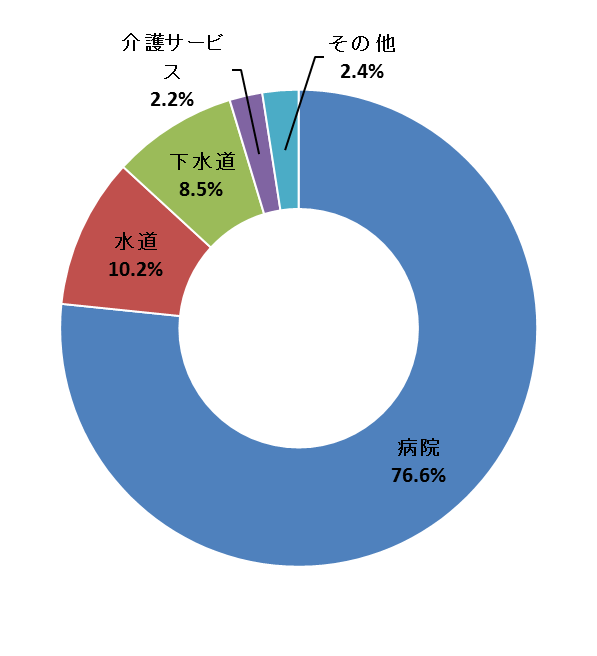 介護サービ
ス
2.2%
その他
2.4%
下水道
8.5%
水道
10.2%
病院
76.6%